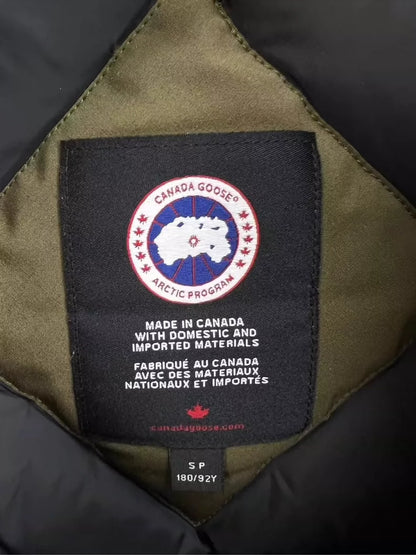 CANADA GOOSE®
ARCTIC PROGRAM
MADE IN CANADA
WITH DOMESTIC AND
IMPORTED MATERIALS
FABRIQUÉ AU CANADA
AVEC DES MATERIAUX
NATIONAUX ET IMPORTÉS
canadagoose.com
S P
180/92Y